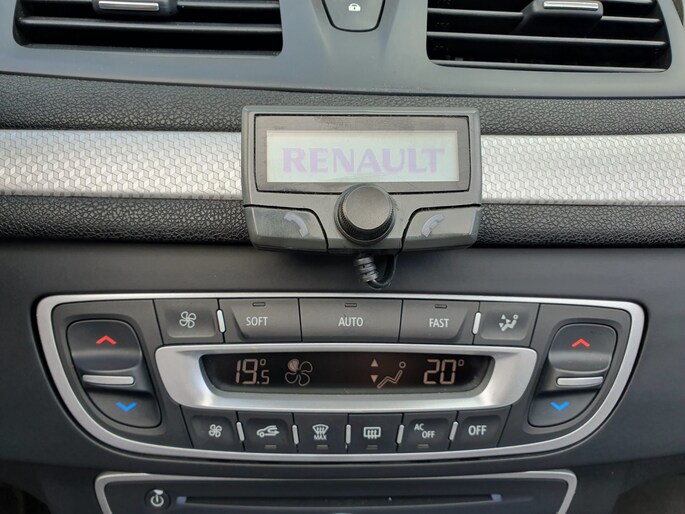 RENAULT
SOFT AUTO FAST
19°.5 20°
MAX AC OFF OFF